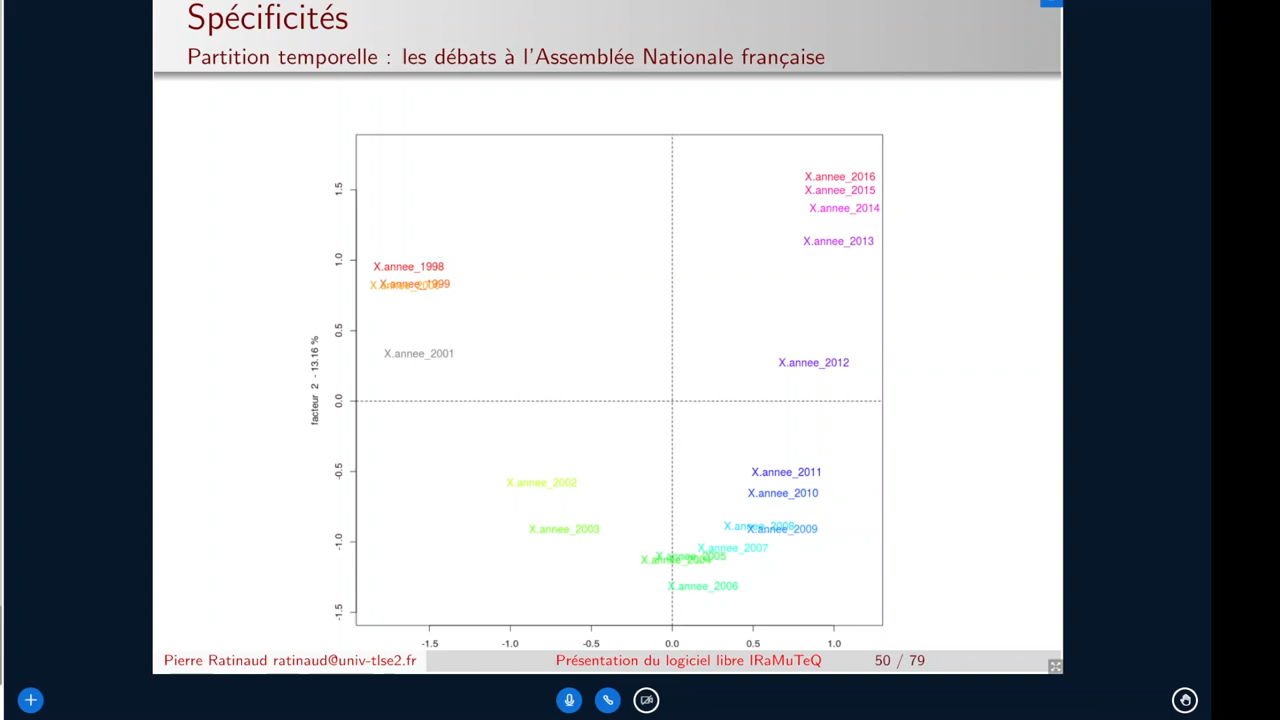 Spécificités
Partition temporelle : les débats à l'Assemblée Nationale française
X.annee_2016
X.annee_2015
X.annee_2014
X.annee_2013
X.annee_1998
X.annee_1999
X.annee_2001
X.annee_2012
X.annee_2011
X.annee_2002
X.annee_2010
X.annee_2008
X.annee_2003
X.annee_2009
X.annee_2007
X.annee_2005
X.annee_2004
X.annee_2006
1.5
1.0
0.5
0.0
-0.5
-1.0
-1.5
facteur 2 - 13.16 %
-1.5 -1.0 -0.5 0.0 0.5 1.0
Pierre Ratinaud ratinaud@univ-tlse2.fr Présentation du logiciel libre IRaMuTeQ 50 / 79